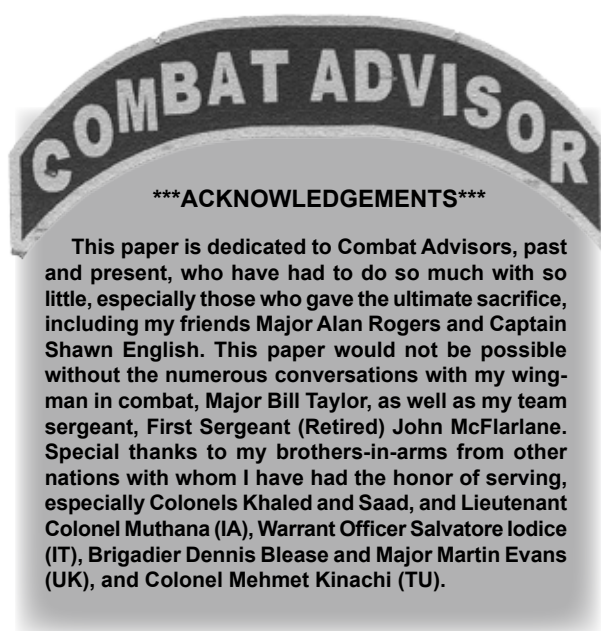 COMBAT ADVISOR
***ACKNOWLEDGEMENTS***
This paper is dedicated to Combat Advisors, past
and present, who have had to do so much with so
little, especially those who gave the ultimate sacrifice,
including my friends Major Alan Rogers and Captain
Shawn English. This paper would not be possible
without the numerous conversations with my wing-
man in combat, Major Bill Taylor, as well as my team
sergeant, First Sergeant (Retired) John McFlarlane.
Special thanks to my brothers-in-arms from other
nations with whom I have had the honor of serving,
especially Colonels Khaled and Saad, and Lieutenant
Colonel Muthana (IA), Warrant Officer Salvatore Iodice
(IT), Brigadier Dennis Blease and Major Martin Evans
(UK), and Colonel Mehmet Kinachi (TU).